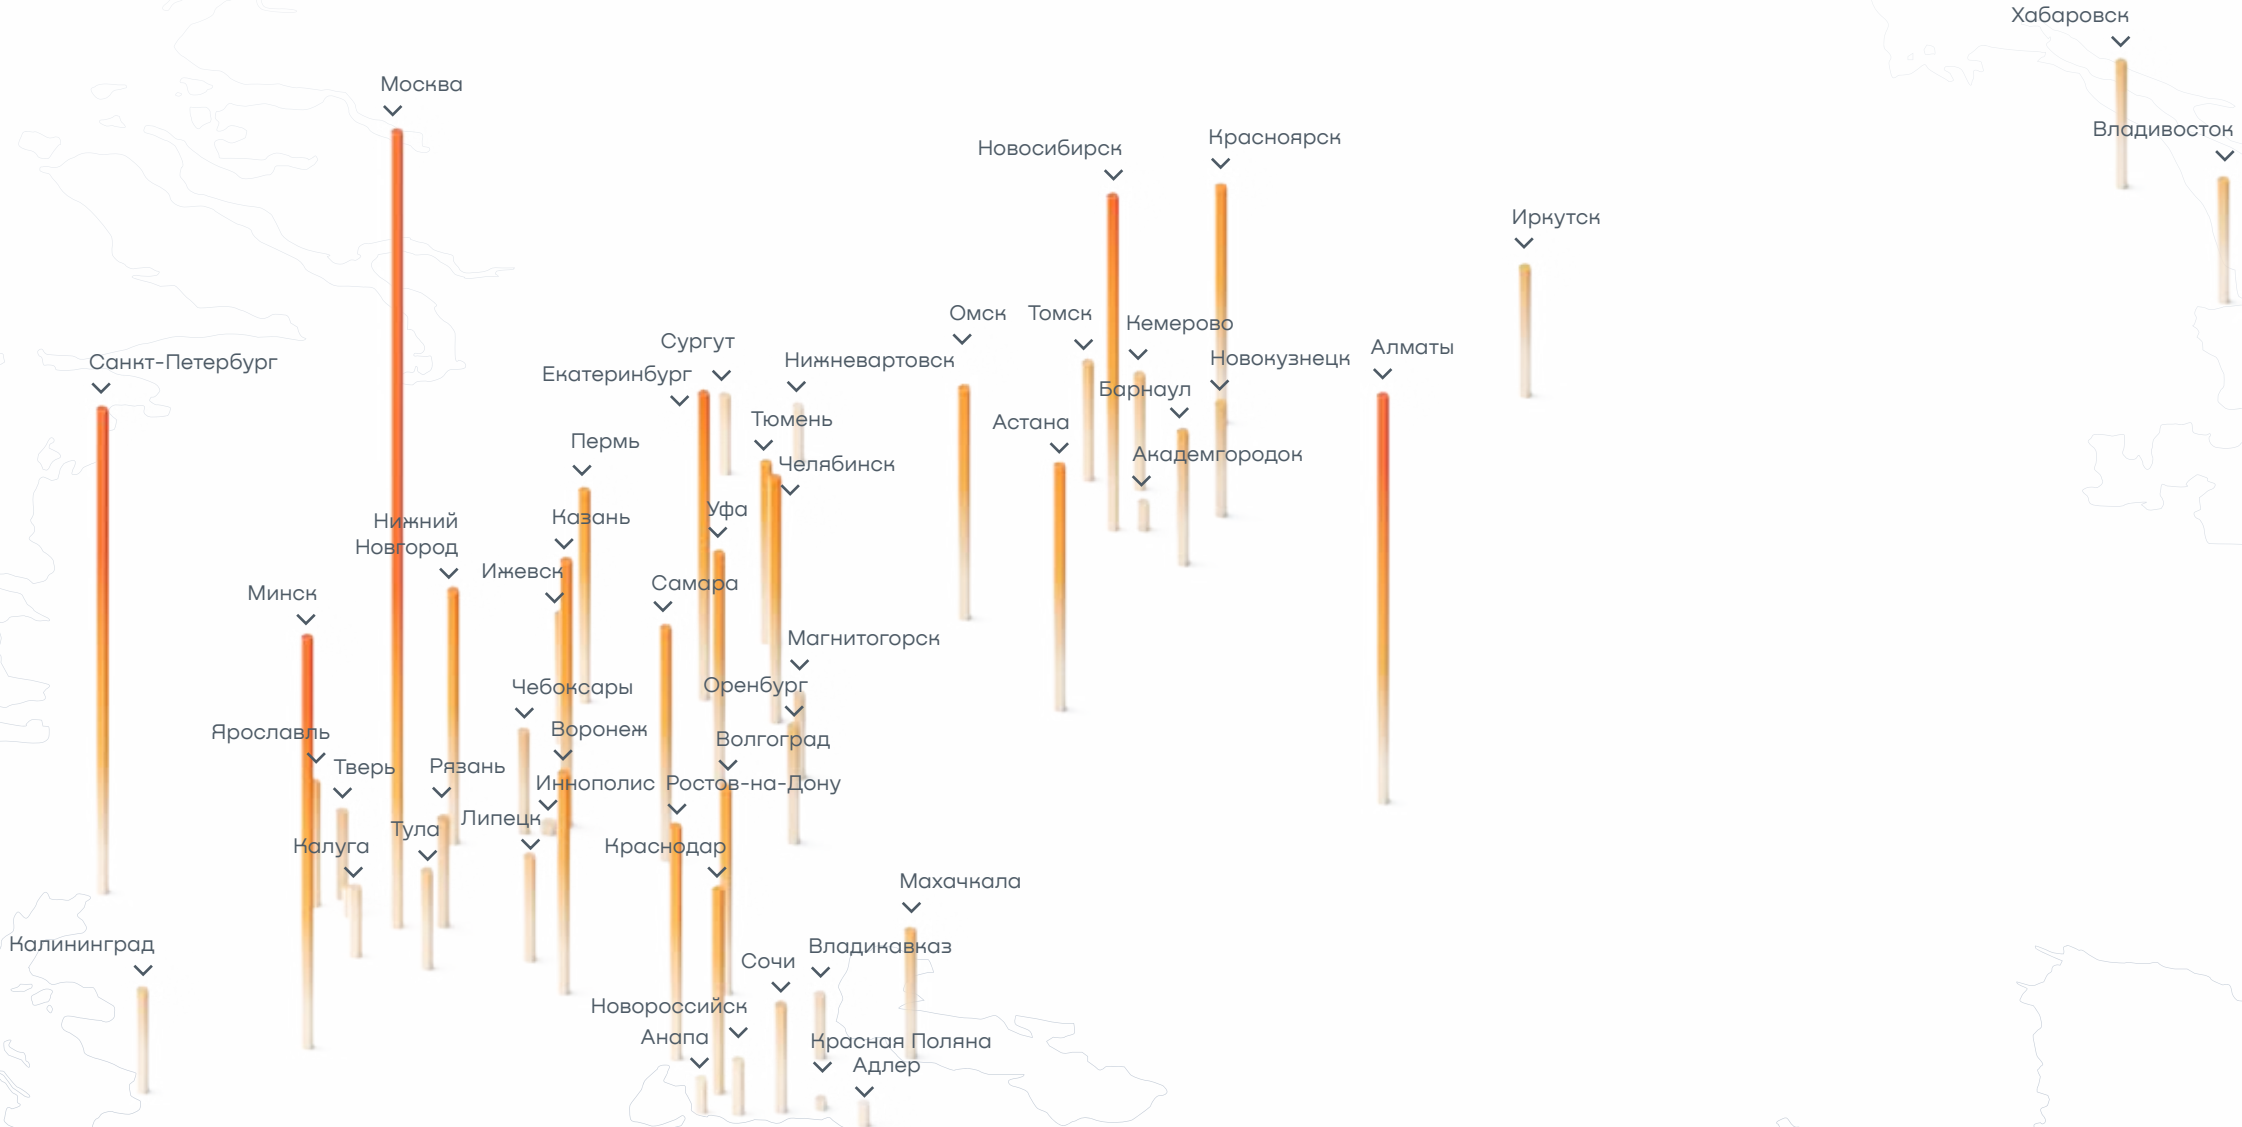 Хабаровск
Москва
Владивосток
Красноярск
Новосибирск
Иркутск
Омск
Томск
Кемерово
Сургут
Алматы
Нижневартовск
Новокузнецк
Санкт-Петербург
Екатеринбург
Барнаул
Тюмень
Астана
Пермь
Академгородок
Челябинск
Уфа
Казань
Нижний
Новгород
Ижевск
Самара
Минск
Магнитогорск
Оренбург
Чебоксары
Воронеж
Ярославль
Волгоград
Тверь
Рязань
Иннополис
Ростов-на-Дону
Липецк
Тула
Калуга
Краснодар
Махачкала
Калининград
Владикавказ
Сочи
Новороссийск
Анапа
Красная Поляна
Адлер